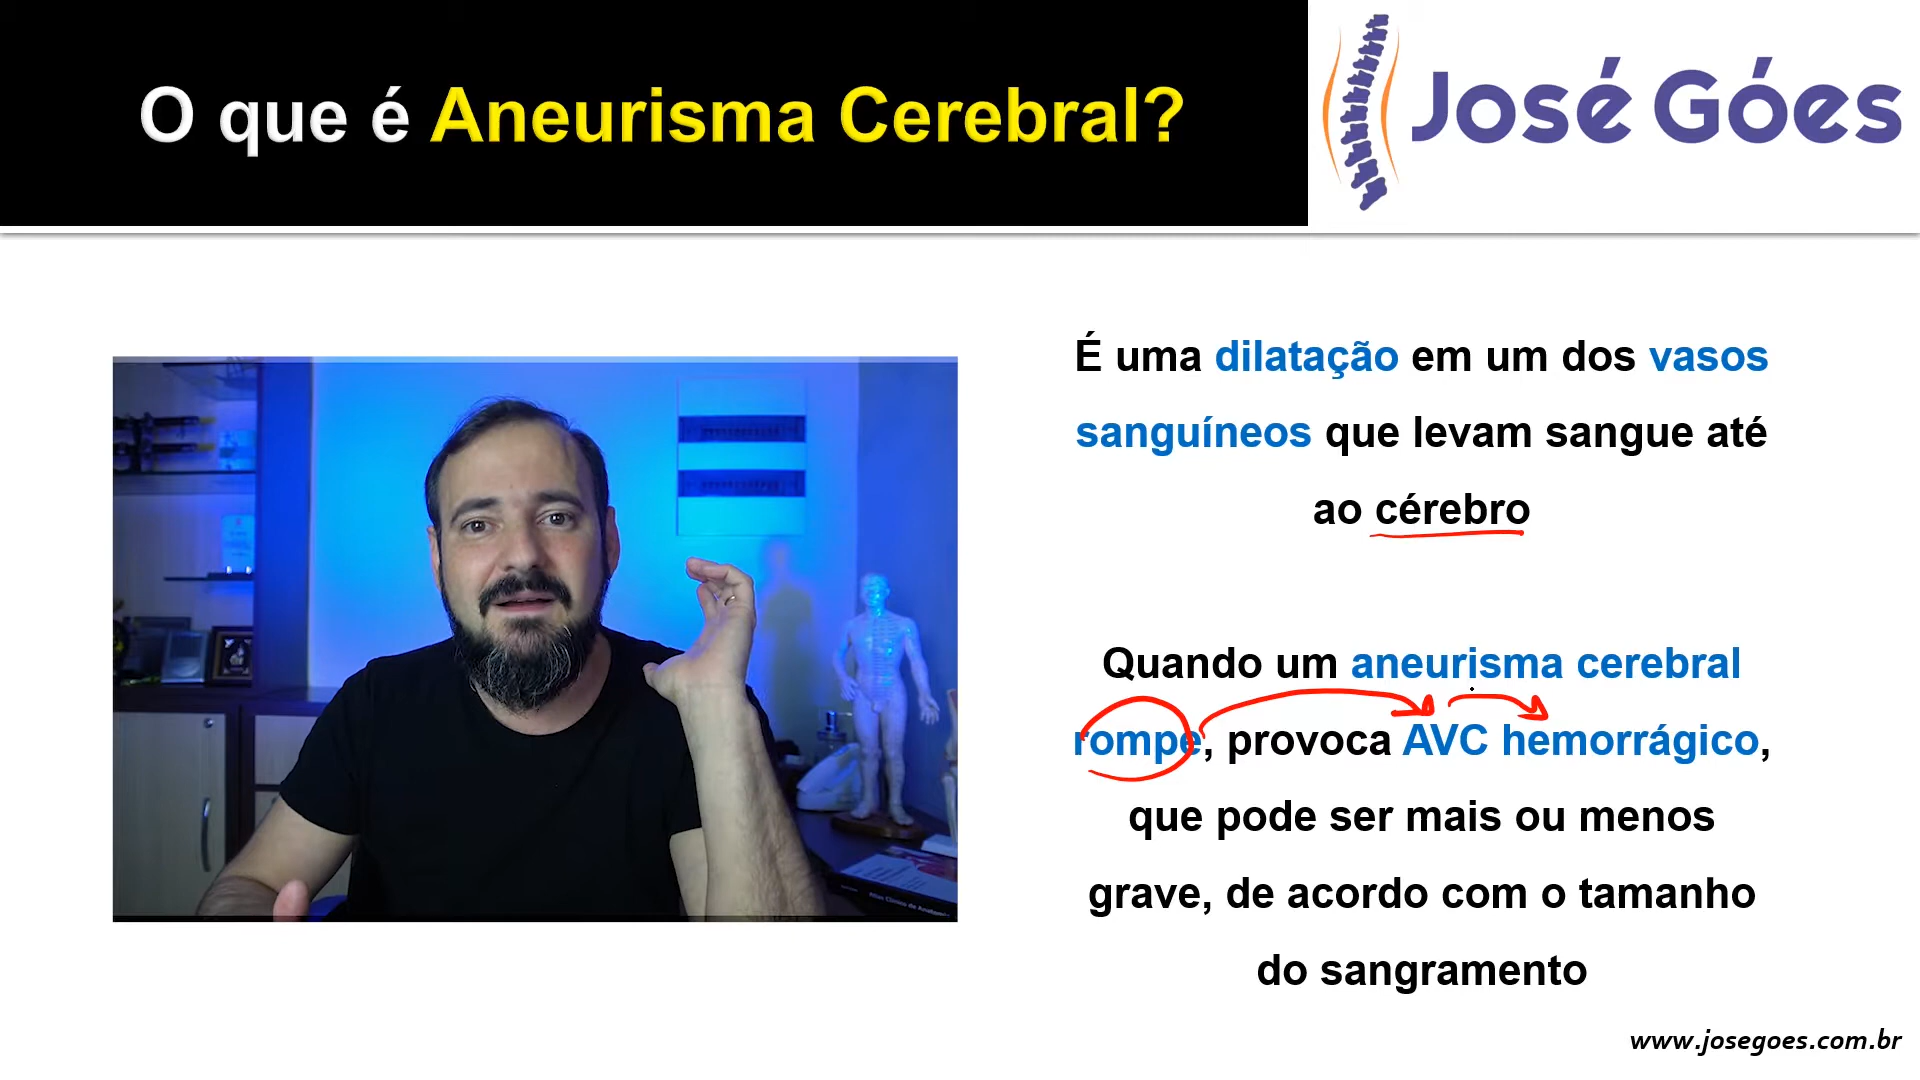 O que é Aneurisma Cerebral?
José Góes
É uma dilatação em um dos vasos
sanguíneos que levam sangue até
ao cérebro
Quando um aneurisma cerebral
rompe, provoca AVC hemorrágico,
que pode ser mais ou menos
grave, de acordo com o tamanho
do sangramento
www.josegoes.com.br